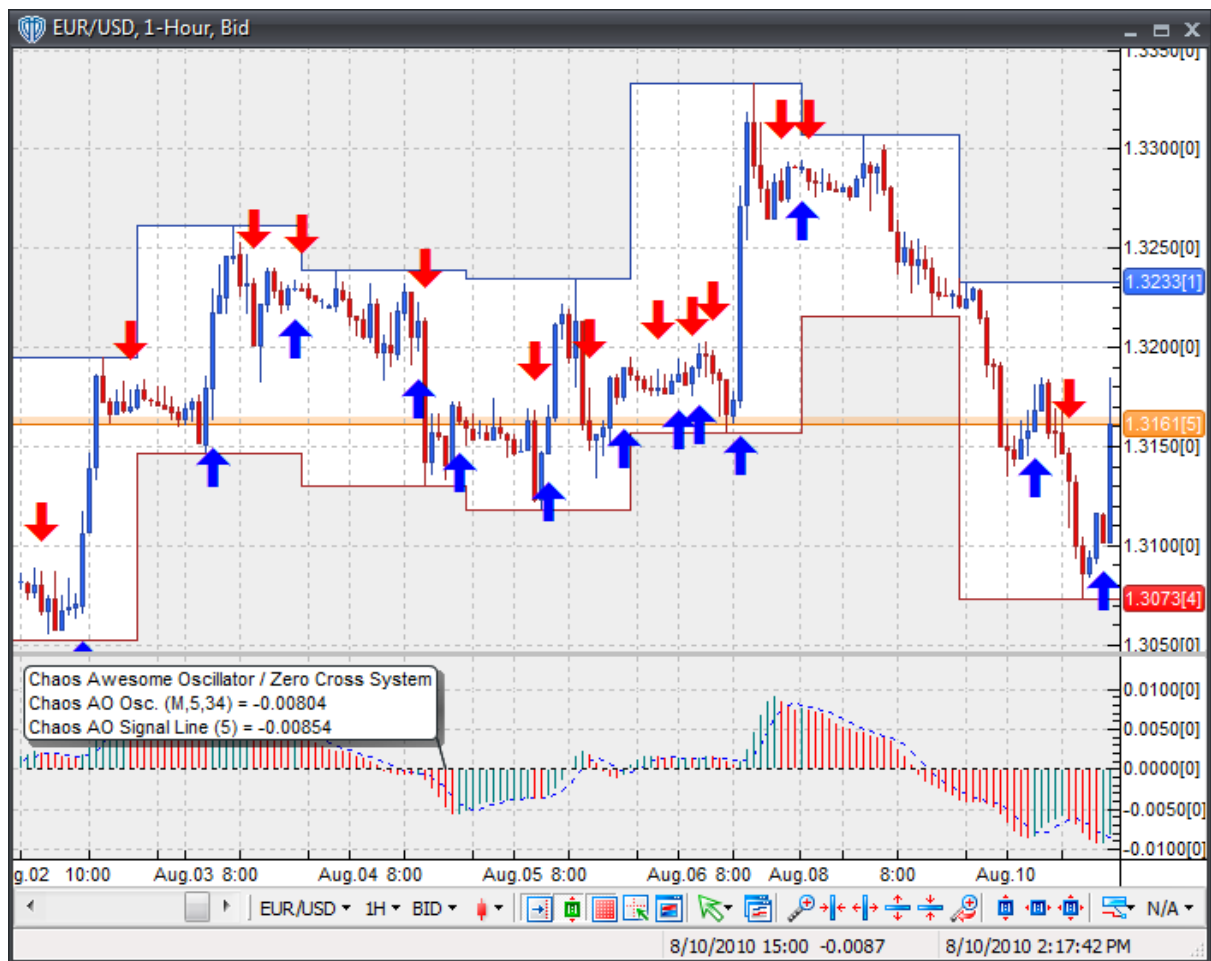 EUR/USD, 1-Hour, Bid
1.3350[0]
1.3300[0]
1.3250[0]
1.3233[1]
1.3200[0]
1.3161[5]
1.3150[0]
1.3100[0]
1.3073[4]
1.3050[0]
Chaos Awesome Oscillator / Zero Cross System
Chaos AO Osc. (M,5,34) = -0.00804
Chaos AO Signal Line (5) = -0.00854
0.0100[0]
0.0050[0]
0.0000[0]
-0.0050[0]
-0.0100[0]
g.02 10:00 Aug.03 8:00 Aug.04 8:00 Aug.05 8:00 Aug.06 8:00 Aug.08 8:00 Aug.10
EUR/USD 1H BID N/A
8/10/2010 15:00 -0.0087 8/10/2010 2:17:42 PM